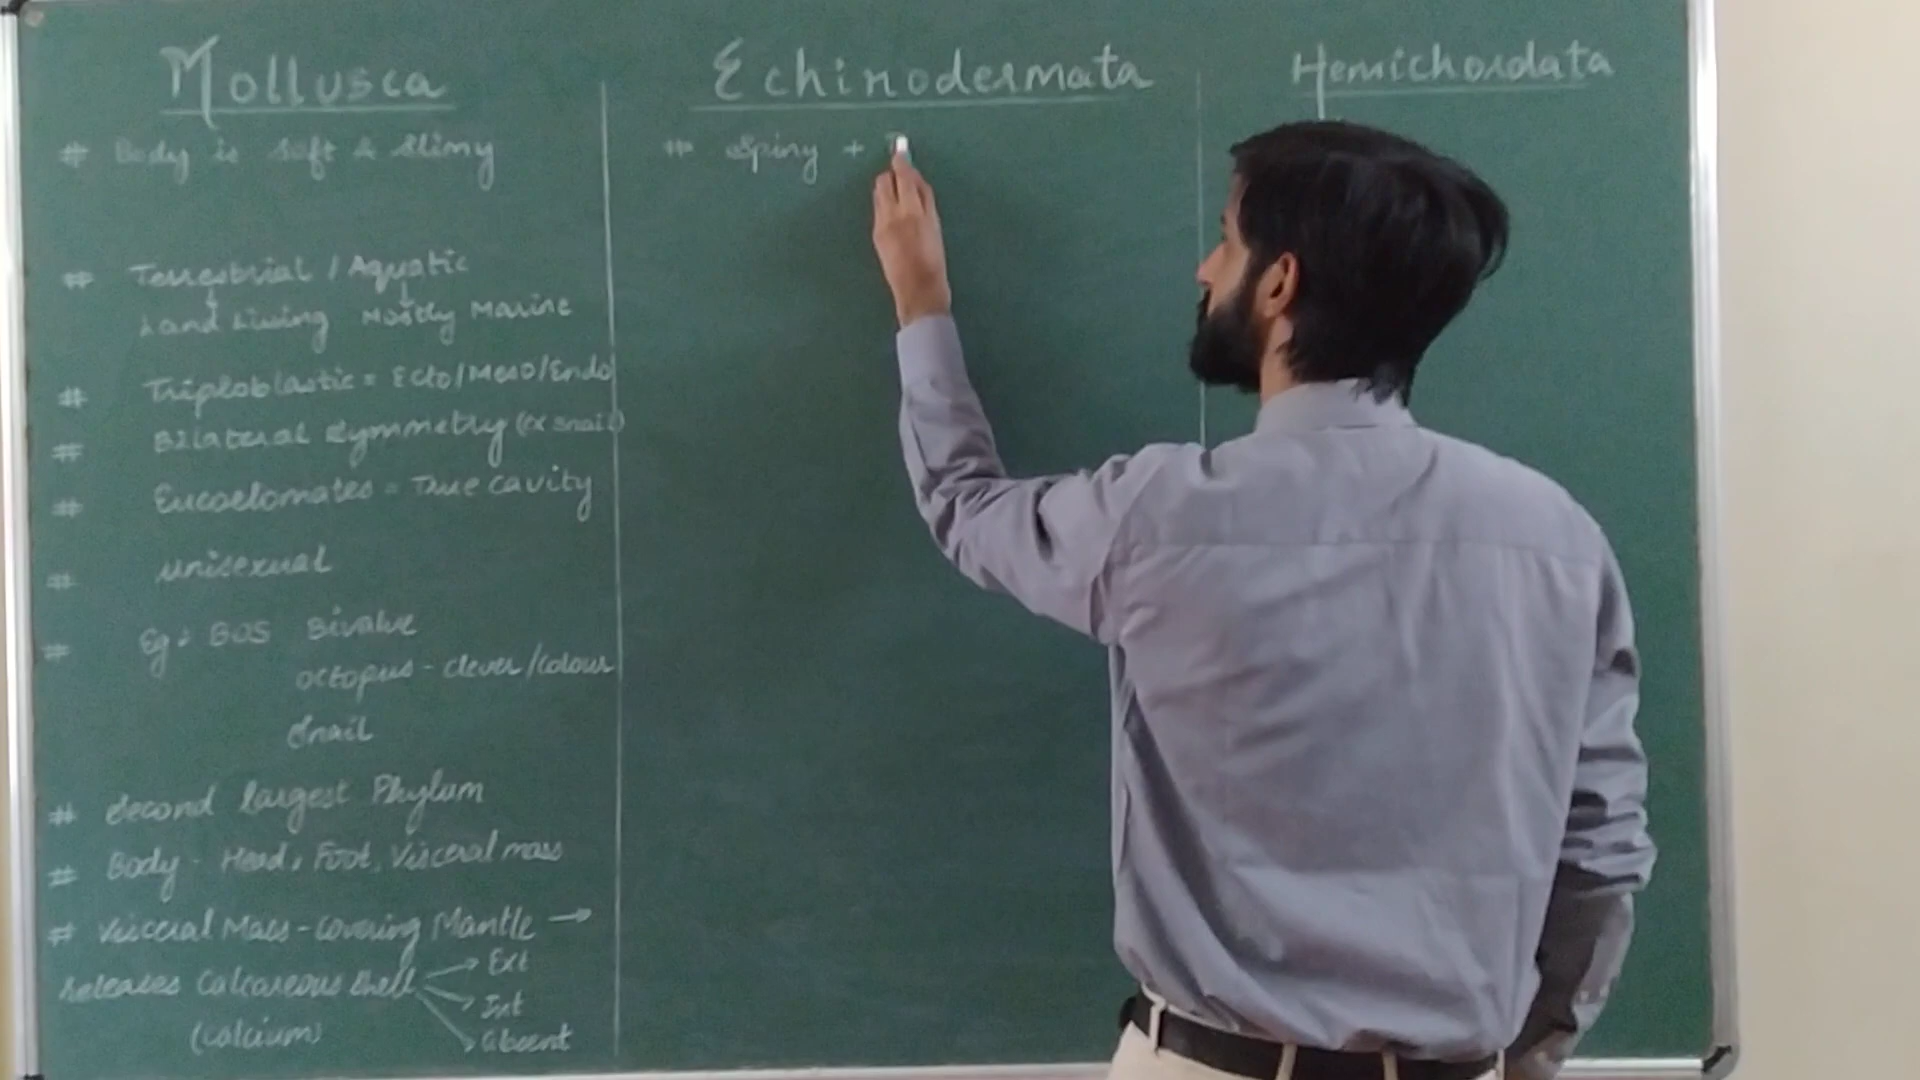 Mollusca
# Body is soft & slimy
# Terrestrial / Aquatic
Land Living Mostly Marine
# Triploblastic = Ecto/Meso/Endo
# Bilateral symmetry (ex snail)
# Eucoelomates = True cavity
# unisexual
# Eg: BOS Bivalve
octopus - clever/colour
Snail
# Second largest Phylum
# Body - Head, Foot, Visceral mass
# Visceral Mass - covering Mantle →
Releases Calcareous shell → Ext
→ Int
(calcium) → absent
Echinodermata
# Spiny +
Hemichordata